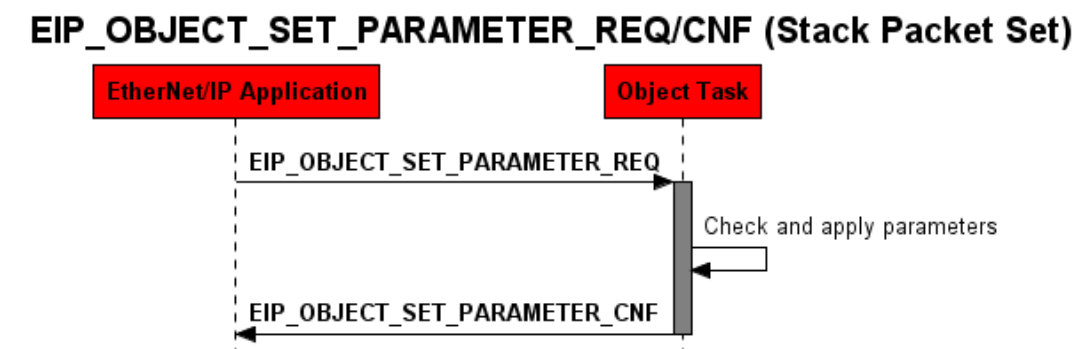 EIP_OBJECT_SET_PARAMETER_REQ/CNF (Stack Packet Set)
EtherNet/IP Application
Object Task
EIP_OBJECT_SET_PARAMETER_REQ
Check and apply parameters
EIP_OBJECT_SET_PARAMETER_CNF